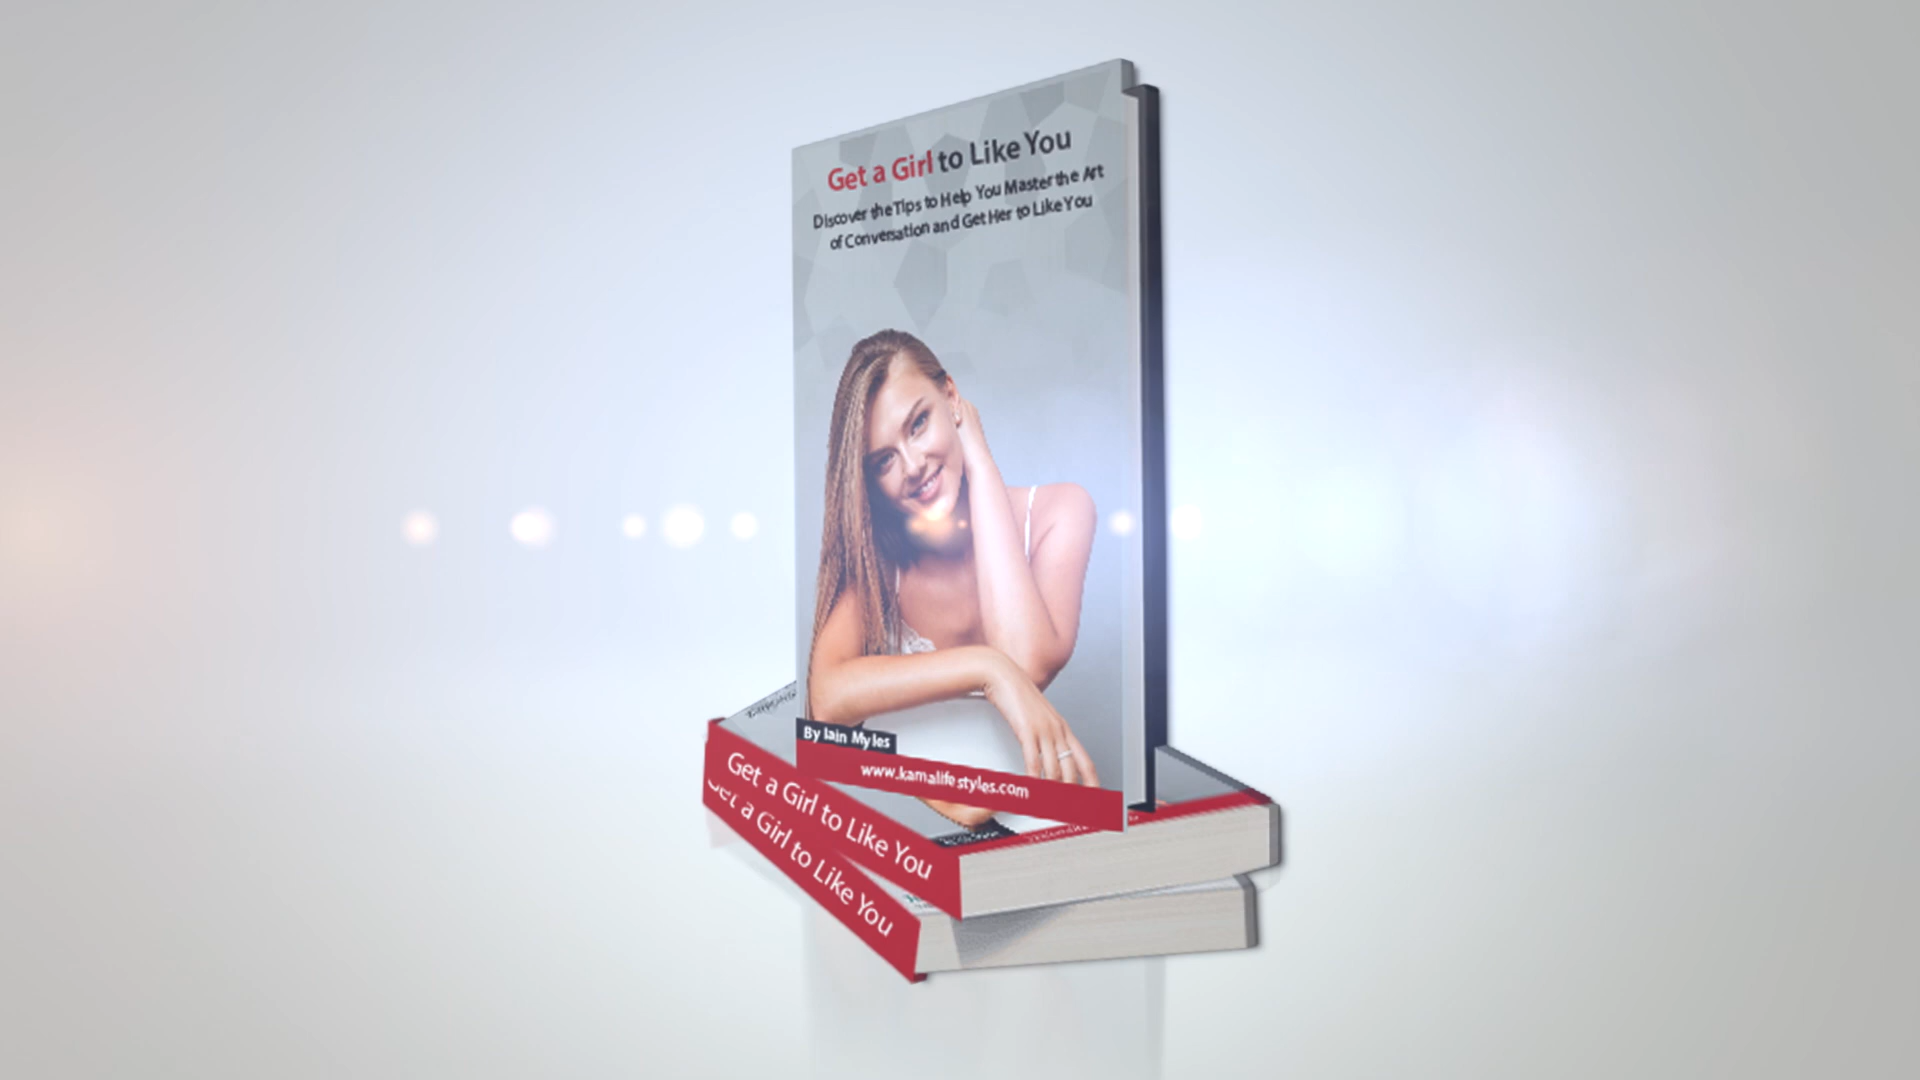 Get a Girl to Like You
Discover the Tips to Help You Master the Art
of Conversation and Get Her to Like You
By Iain Myles
www.kamalifestyles.com
Get a Girl to Like You
Get a Girl to Like You